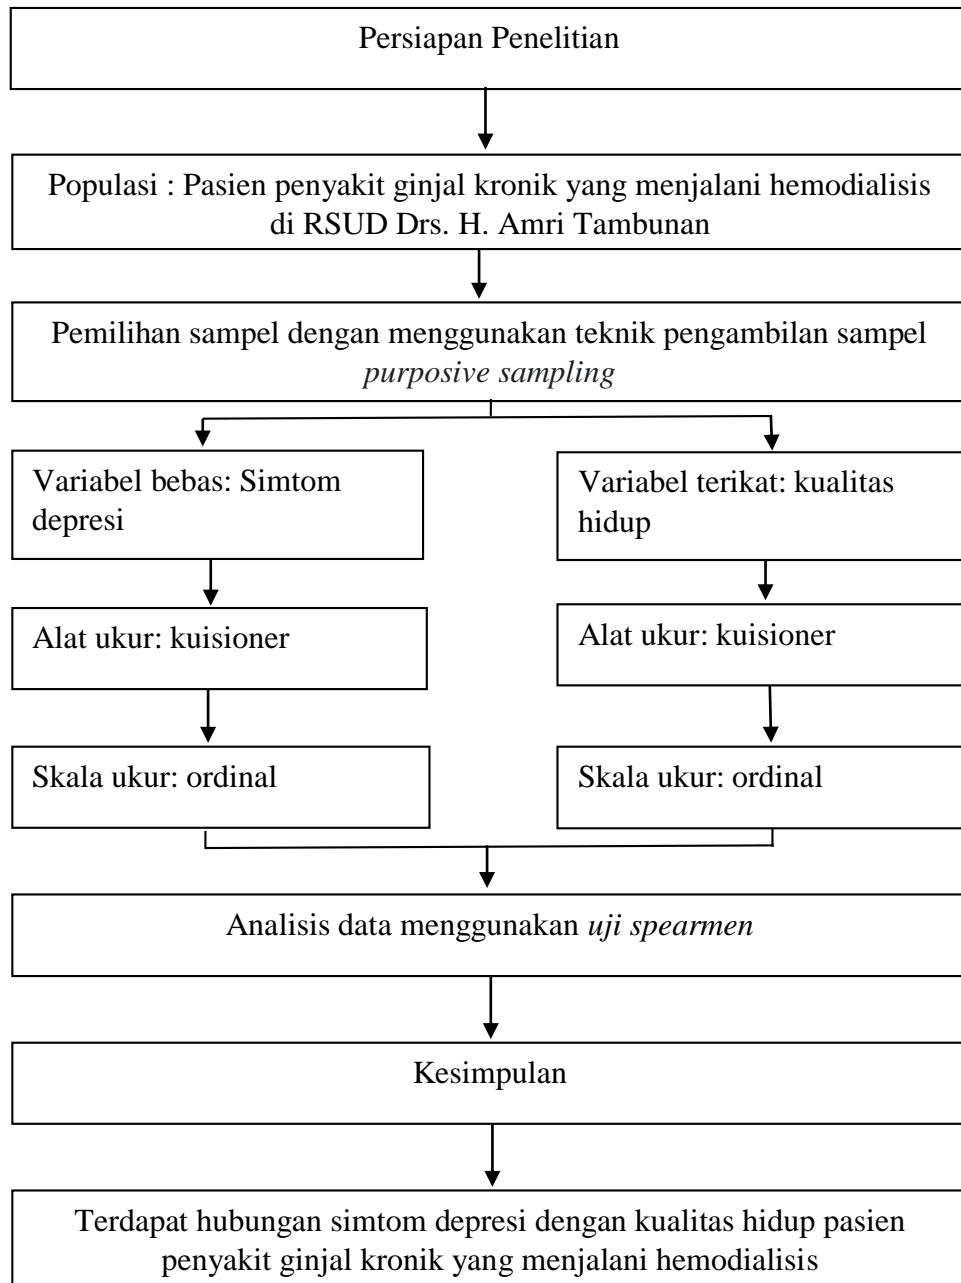 Persiapan Penelitian
Populasi : Pasien penyakit ginjal kronik yang menjalani hemodialisis
di RSUD Drs. H. Amri Tambunan
Pemilihan sampel dengan menggunakan teknik pengambilan sampel
purposive sampling
Variabel bebas: Simtom
depresi
Alat ukur: kuisioner
Skala ukur: ordinal
Variabel terikat: kualitas
hidup
Alat ukur: kuisioner
Skala ukur: ordinal
Analisis data menggunakan uji spearmen
Kesimpulan
Terdapat hubungan simtom depresi dengan kualitas hidup pasien
penyakit ginjal kronik yang menjalani hemodialisis